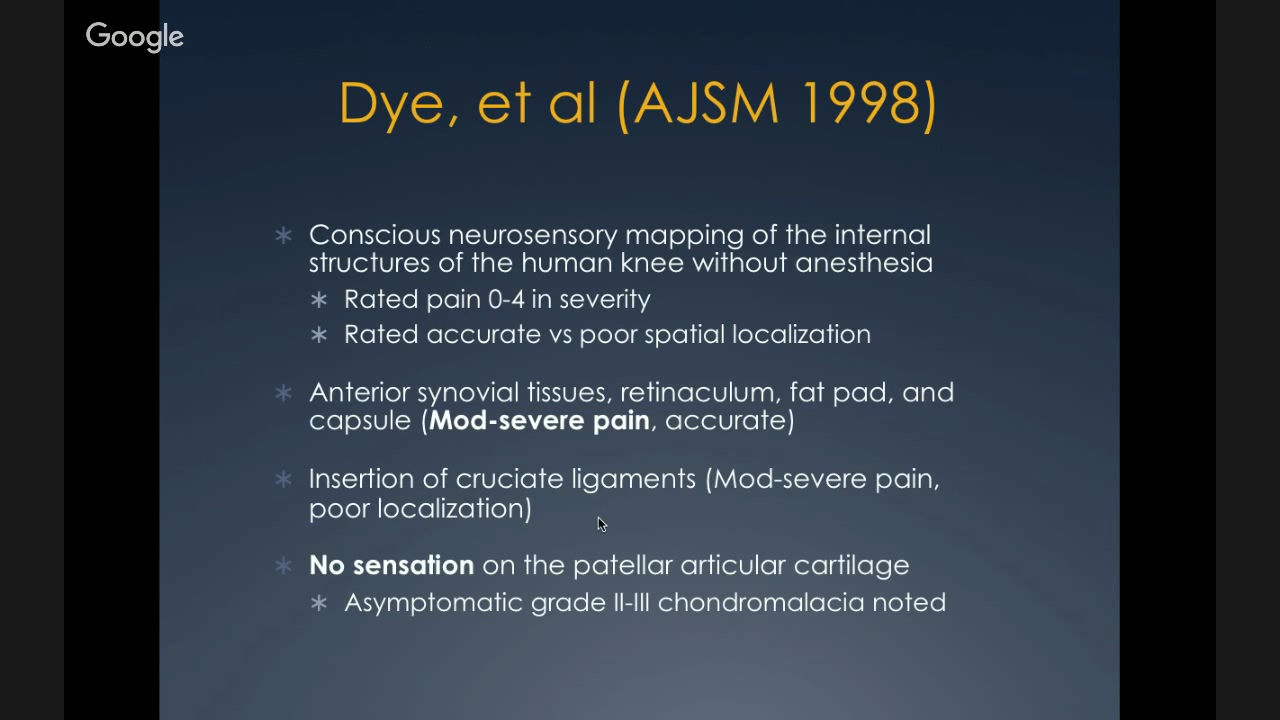 Google
Dye, et al (AJSM 1998)
* Conscious neurosensory mapping of the internal
structures of the human knee without anesthesia
* Rated pain 0-4 in severity
* Rated accurate vs poor spatial localization
* Anterior synovial tissues, retinaculum, fat pad, and
capsule (Mod-severe pain, accurate)
* Insertion of cruciate ligaments (Mod-severe pain,
poor localization)
* No sensation on the patellar articular cartilage
* Asymptomatic grade II-III chondromalacia noted